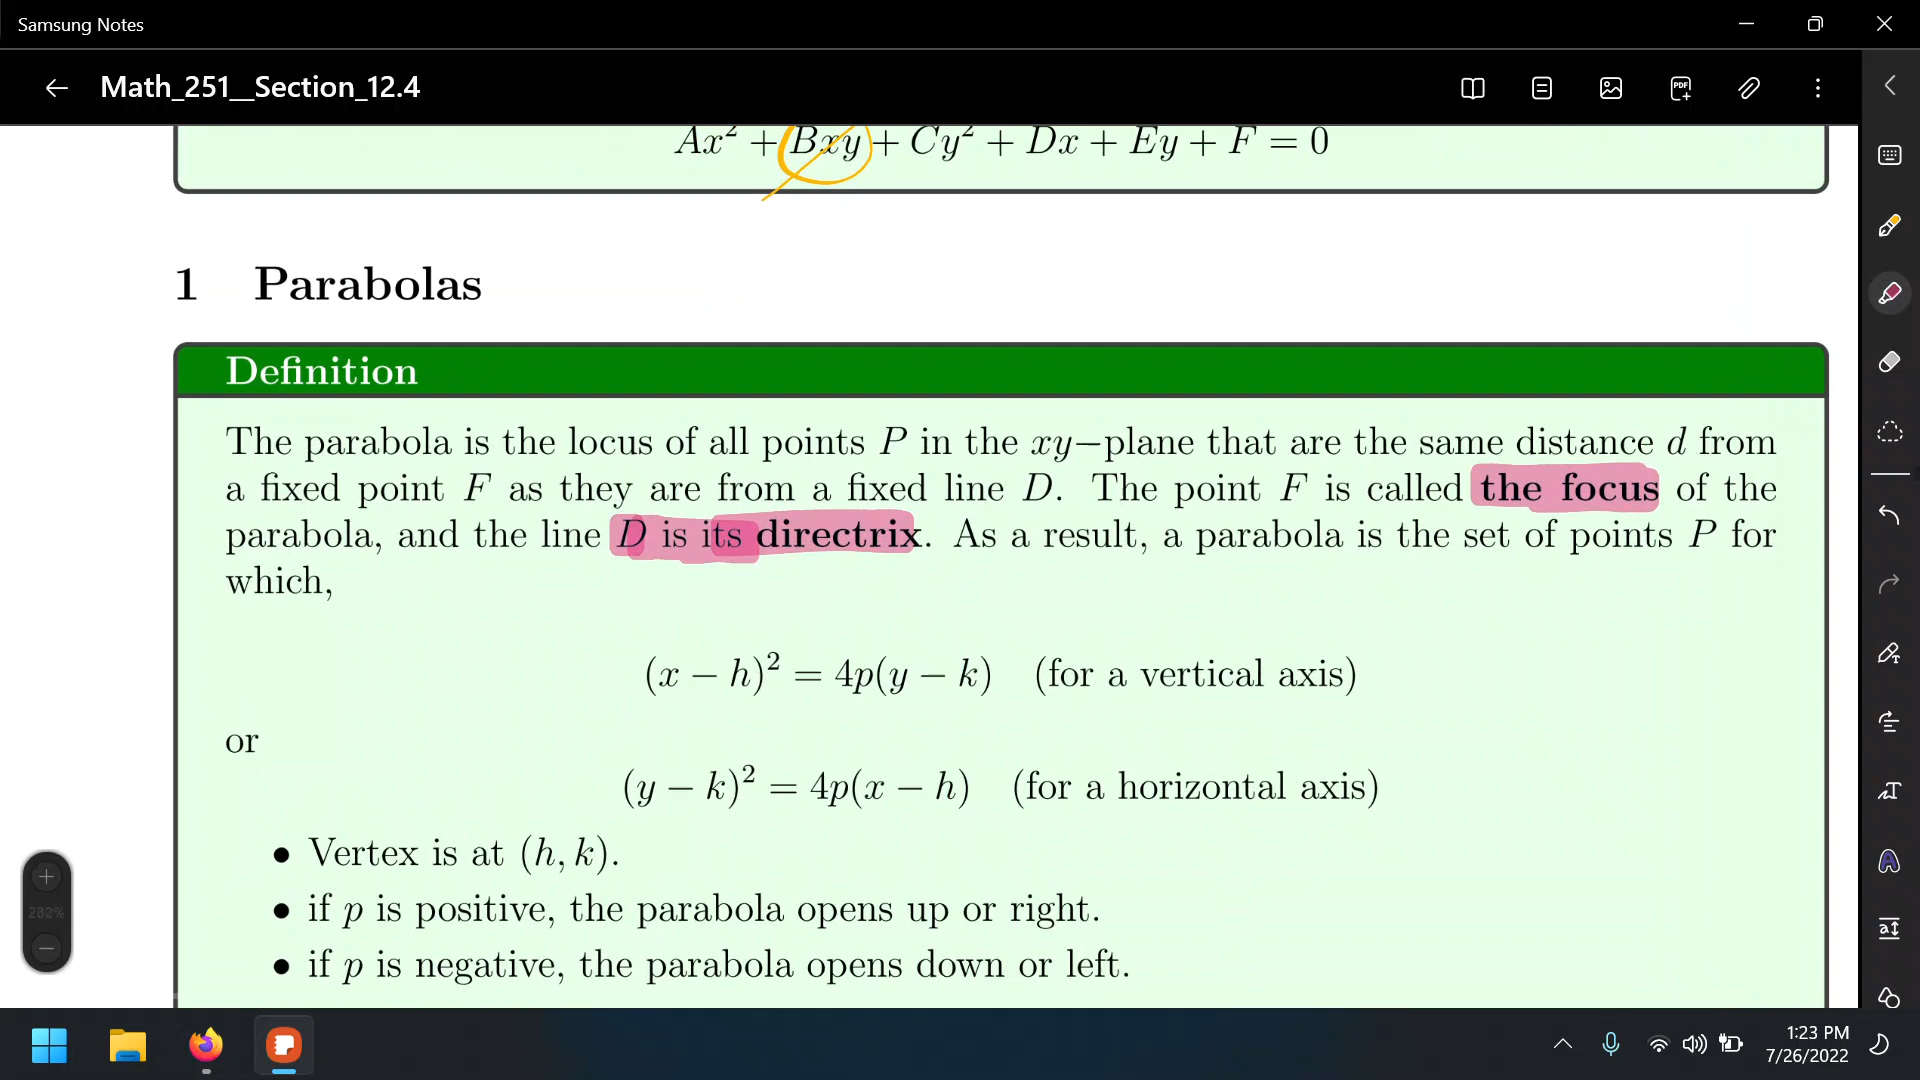 Samsung Notes
Math_251__Section_12.4
PDF
Ax² + Bxy + Cy² + Dx + Ey + F = 0
1 Parabolas
Definition
The parabola is the locus of all points P in the xy−plane that are the same distance d from
a fixed point F as they are from a fixed line D. The point F is called the focus of the
parabola, and the line D is its directrix. As a result, a parabola is the set of points P for
which,
(x − h)² = 4p(y − k) (for a vertical axis)
or
(y − k)² = 4p(x − h) (for a horizontal axis)
• Vertex is at (h, k).
• if p is positive, the parabola opens up or right.
• if p is negative, the parabola opens down or left.
282%
1:23 PM
7/26/2022